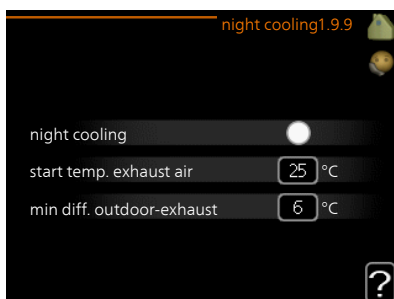 night cooling1.9.9
night cooling
start temp. exhaust air 25 °C
min diff. outdoor-exhaust 6 °C
?